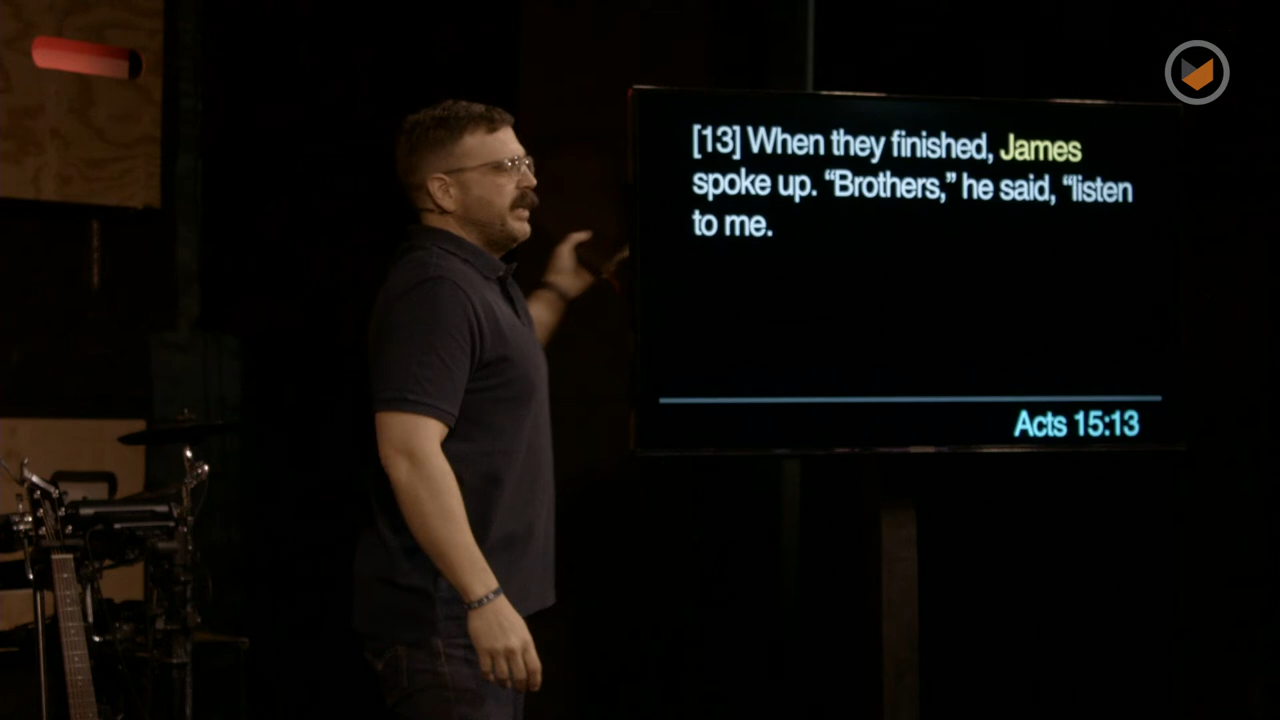 [13] When they finished, James
spoke up. “Brothers,” he said, “listen
to me.
Acts 15:13